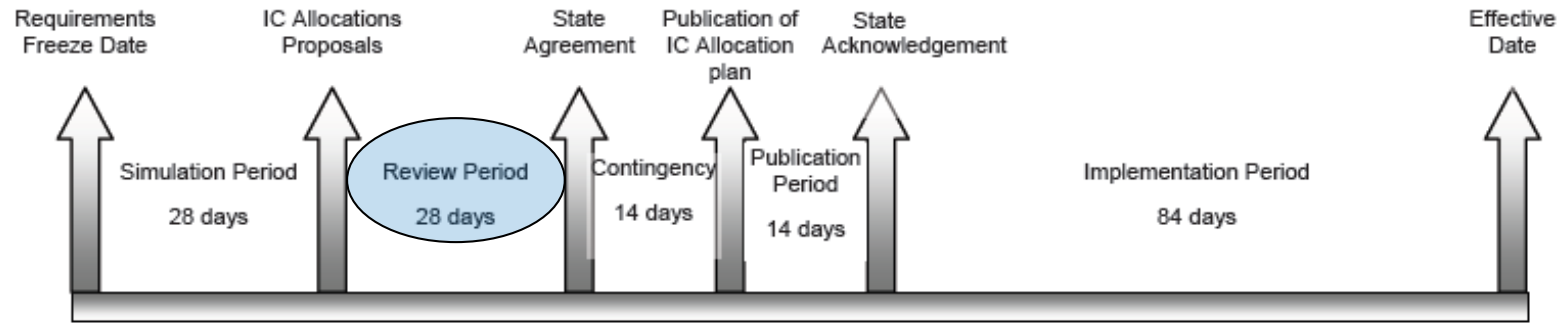 Requirements
Freeze Date
IC Allocations
Proposals
State
Agreement
Publication of
IC Allocation
plan
State
Acknowledgement
Effective
Date
Simulation Period
28 days
Review Period
28 days
Contingency
14 days
Publication
Period
14 days
Implementation Period
84 days